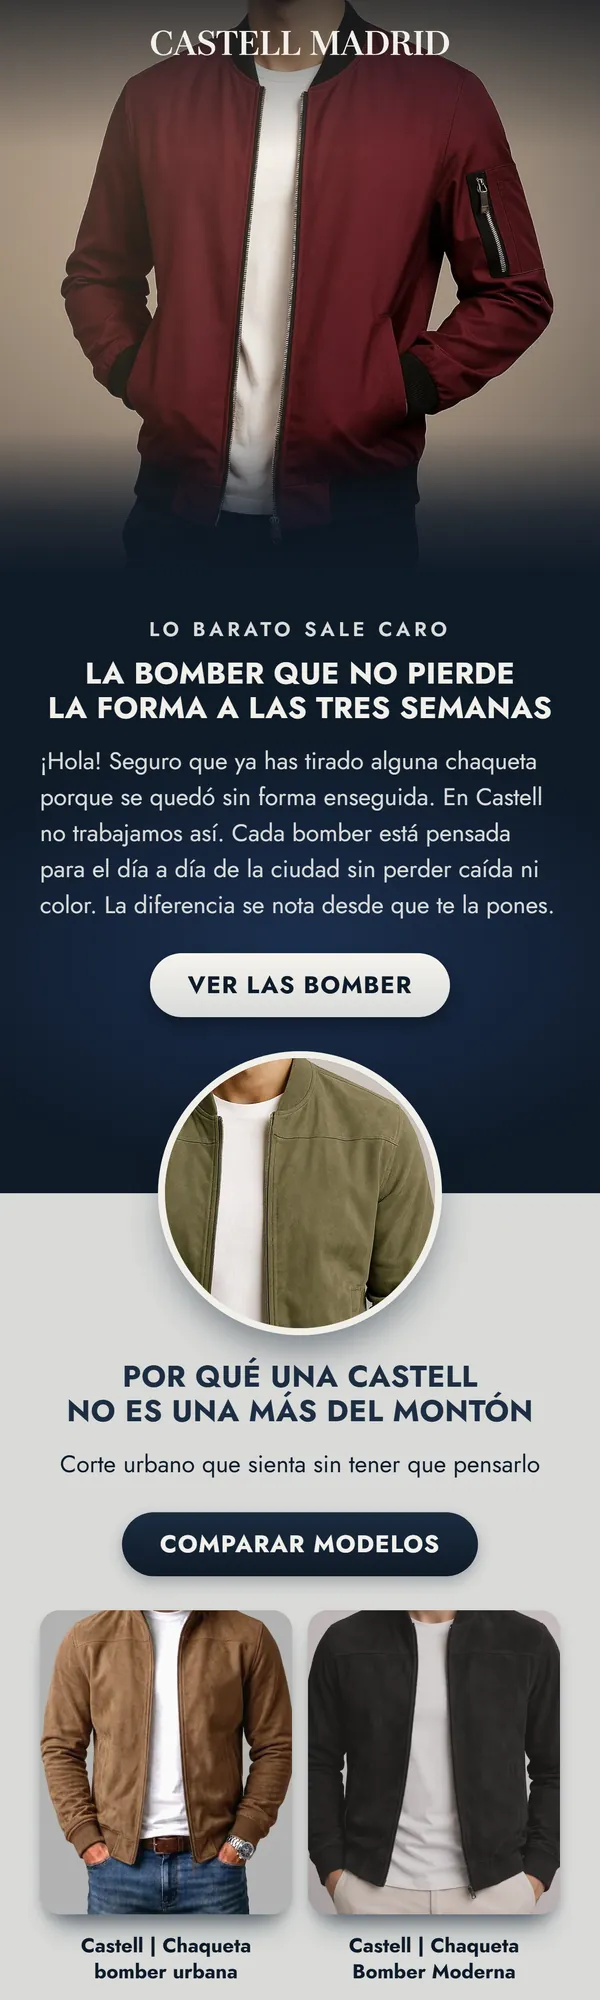 CASTELL MADRID
LO BARATO SALE CARO
LA BOMBER QUE NO PIERDE
LA FORMA A LAS TRES SEMANAS
¡Hola! Seguro que ya has tirado alguna chaqueta
porque se quedó sin forma enseguida. En Castell
no trabajamos así. Cada bomber está pensada
para el día a día de la ciudad sin perder caída ni
color. La diferencia se nota desde que te la pones.
VER LAS BOMBER
POR QUÉ UNA CASTELL
NO ES UNA MÁS DEL MONTÓN
Corte urbano que sienta sin tener que pensarlo
COMPARAR MODELOS
Castell | Chaqueta
bomber urbana
Castell | Chaqueta
Bomber Moderna